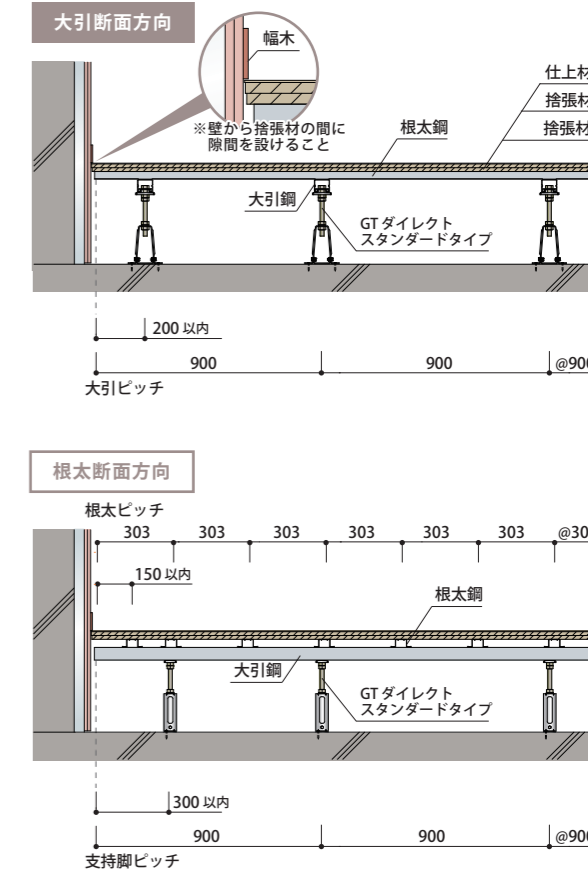 大引断面方向
幅木
※壁から捨張材の間に
隙間を設けること
仕上材
捨張材
捨張材
根太鋼
大引鋼
GTダイレクト
スタンダードタイプ
200 以内
900
900
@900
大引ピッチ
根太断面方向
根太ピッチ
303
303
303
303
303
303
@30
150 以内
根太鋼
大引鋼
GTダイレクト
スタンダードタイプ
300 以内
900
900
@900
支持脚ピッチ